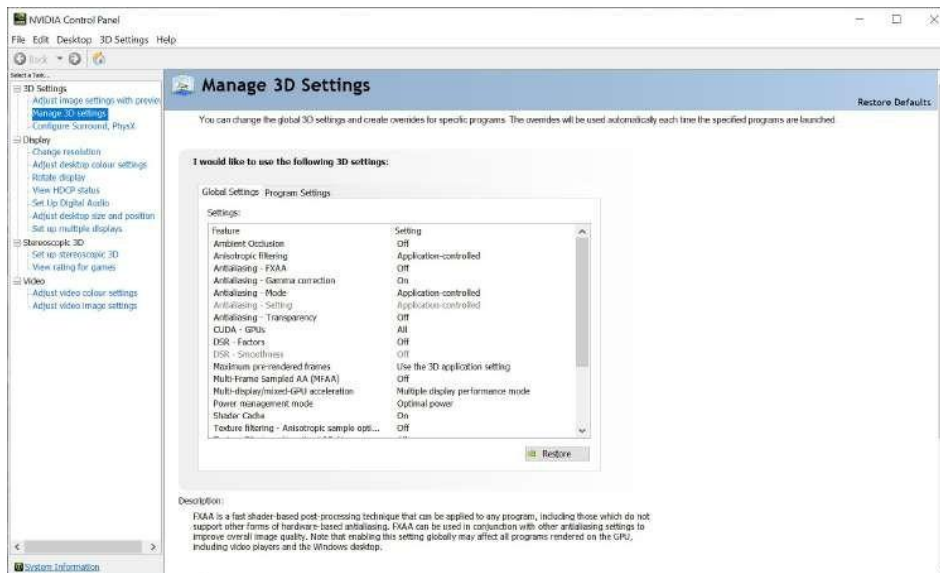 NVIDIA Control Panel
File Edit Desktop 3D Settings Help
Back
Select a Task...
3D Settings
Adjust image settings with preview
Manage 3D settings
Configure Surround, PhysX
Display
Change resolution
Adjust desktop colour settings
Rotate display
View HDCP status
Set Up Digital Audio
Adjust desktop size and position
Set up multiple displays
Stereoscopic 3D
Set up stereoscopic 3D
View rating for games
Video
Adjust video colour settings
Adjust video image settings
System Information
Manage 3D Settings
Restore Defaults
You can change the global 3D settings and create overrides for specific programs. The overrides will be used automatically each time the specified programs are launched.
I would like to use the following 3D settings:
Global Settings Program Settings
Settings:
Feature Setting
Ambient Occlusion Off
Anisotropic filtering Application-controlled
Antialiasing - FXAA Off
Antialiasing - Gamma correction On
Antialiasing - Mode Application-controlled
Antialiasing - Setting Application-controlled
Antialiasing - Transparency Off
CUDA - GPUs All
DSR - Factors Off
DSR - Smoothness Off
Maximum pre-rendered frames Use the 3D application setting
Multi-Frame Sampled AA (MFAA) Off
Multi-display/mixed-GPU acceleration Multiple display performance mode
Power management mode Optimal power
Shader Cache On
Texture filtering - Anisotropic sample opti... Off
Restore
Description:
FXAA is a fast shader-based post-processing technique that can be applied to any program, including those which do not
support other forms of hardware-based antialiasing. FXAA can be used in conjunction with other antialiasing settings to
improve overall image quality. Note that enabling this setting globally may affect all programs rendered on the GPU,
including video players and the Windows desktop.